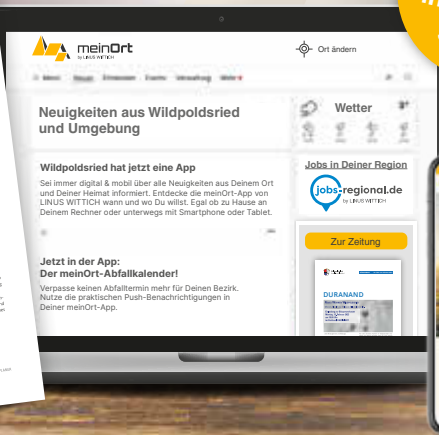 meinOrt
by LINUS WITTICH
Ort ändern
Neuigkeiten aus Wildpoldsried
und Umgebung
Wetter
Wildpoldsried hat jetzt eine App
Sei immer digital & mobil über alle Neuigkeiten aus Deinem Ort
und Deiner Heimat informiert. Entdecke die meinOrt-App von
LINUS WITTICH wann und wo Du willst. Egal ob zu Hause an
Deinem Rechner oder unterwegs mit Smartphone oder Tablet.
Jobs in Deiner Region
jobs-regional.de
by LINUS WITTICH
Zur Zeitung
DURANAND
Jetzt in der App:
Der meinOrt-Abfallkalender!
Verpasse keinen Abfalltermin mehr für Deinen Bezirk.
Nutze die praktischen Push-Benachrichtigungen in
Deiner meinOrt-App.